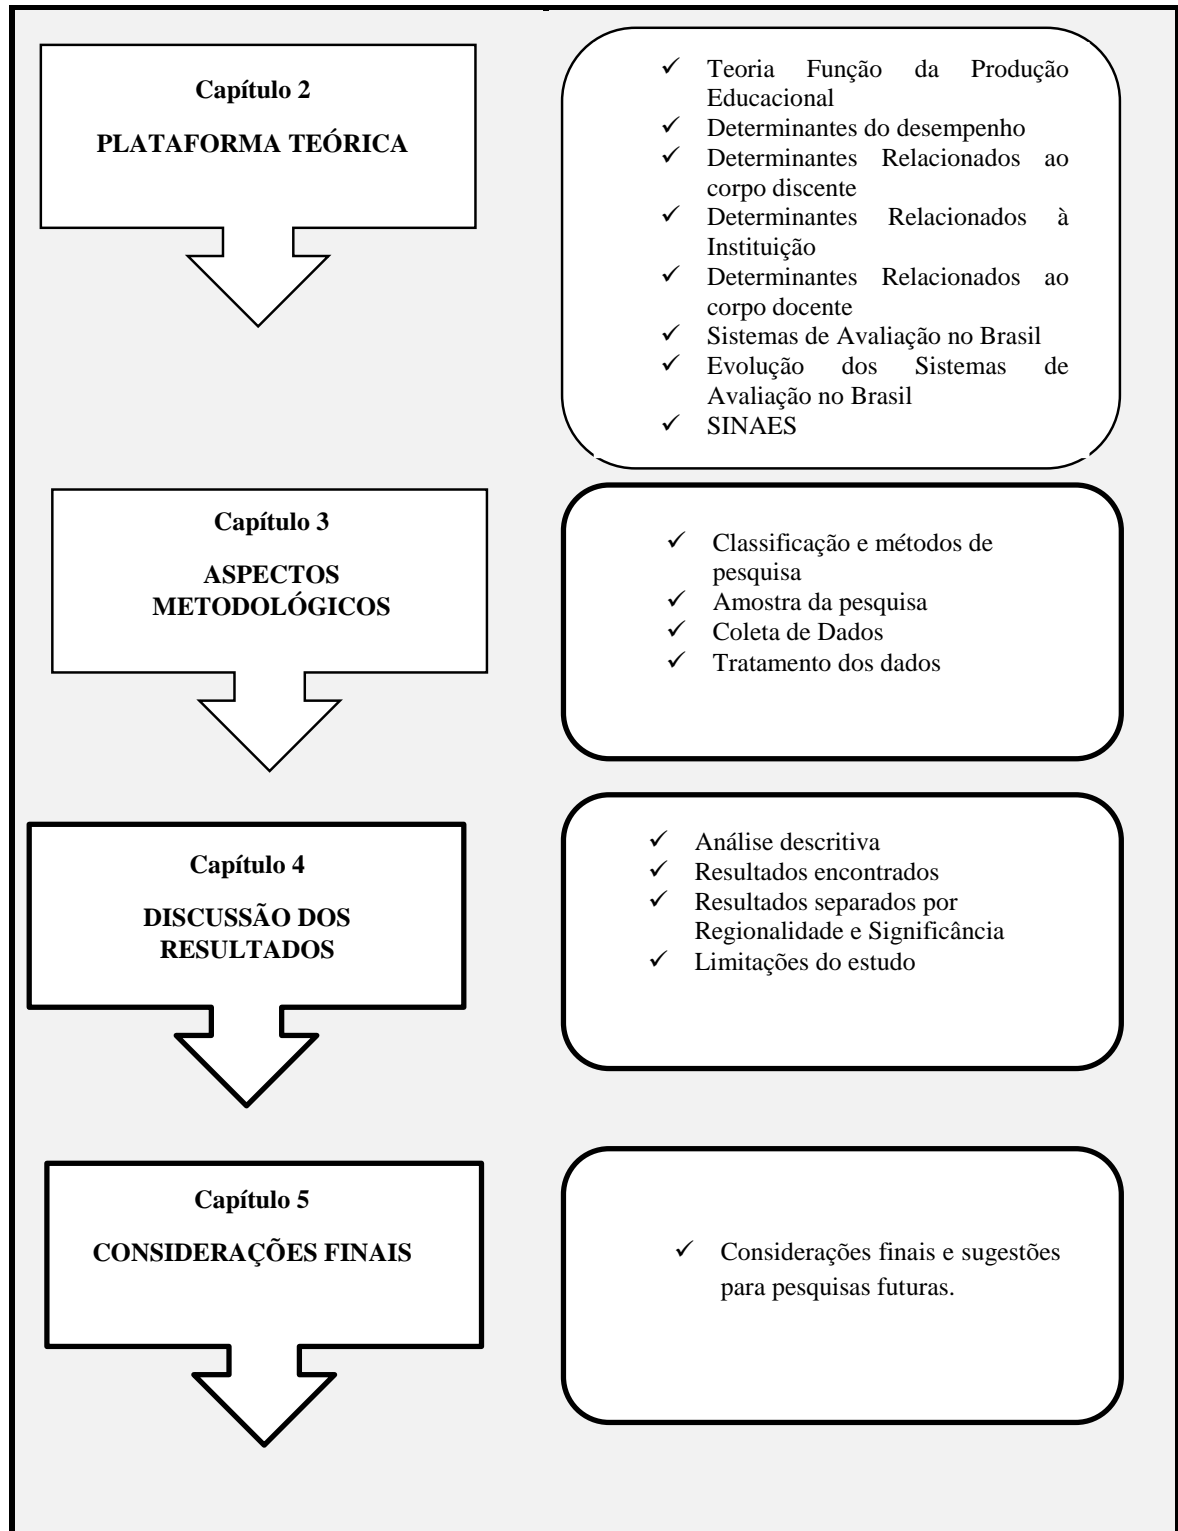 Capítulo 2
PLATAFORMA TEÓRICA
✓ Teoria Função da Produção
Educacional
✓ Determinantes do desempenho
✓ Determinantes Relacionados ao
corpo discente
✓ Determinantes Relacionados à
Instituição
✓ Determinantes Relacionados ao
corpo docente
✓ Sistemas de Avaliação no Brasil
✓ Evolução dos Sistemas de
Avaliação no Brasil
✓ SINAES
Capítulo 3
ASPECTOS
METODOLÓGICOS
✓ Classificação e métodos de
pesquisa
✓ Amostra da pesquisa
✓ Coleta de Dados
✓ Tratamento dos dados
Capítulo 4
DISCUSSÃO DOS
RESULTADOS
✓ Análise descritiva
✓ Resultados encontrados
✓ Resultados separados por
Regionalidade e Significância
✓ Limitações do estudo
Capítulo 5
CONSIDERAÇÕES FINAIS
✓ Considerações finais e sugestões
para pesquisas futuras.